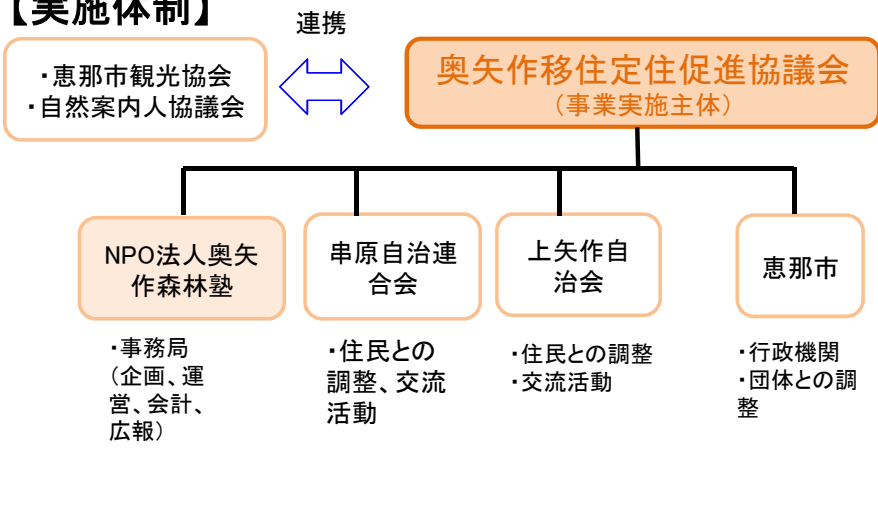 【実施体制】
連携
・恵那市観光協会
・自然案内人協議会
奥矢作移住定住促進協議会
（事業実施主体）
NPO法人奥矢
作森林塾
串原自治連
合会
上矢作自
治会
恵那市
・事務局
（企画、運
営、会計、
広報）
・住民との
調整、交流
活動
・住民との調整
・交流活動
・行政機関
・団体との調
整